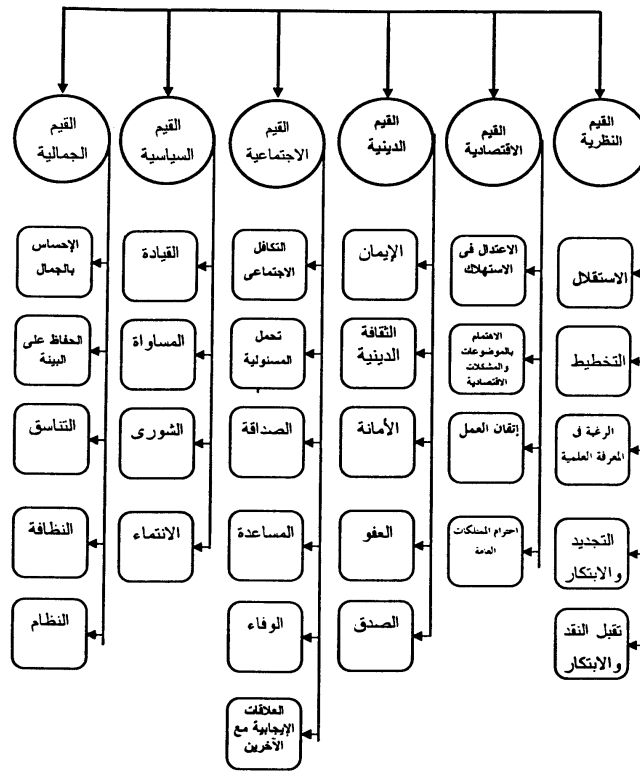 القيم
النظرية
القيم
الاقتصادية
القيم
الدينية
القيم
الاجتماعية
القيم
السياسية
القيم
الجمالية
الاستقلال
التخطيط
الرغبة فى
المعرفة العلمية
التجديد
والابتكار
تقبل النقد
والابتكار
الاعتدال فى
الاستهلاك
الاهتمام
بالموضوعات
والمشكلات
الاقتصادية
إتقان العمل
احترام الممتلكات
العامة
الإيمان
الثقافة
الدينية
الأمانة
العفو
الصدق
التكافل
الاجتماعى
تحمل
المسئولية
الصداقة
المساعدة
الوفاء
العلاقات
الإيجابية مع
الآخرين
القيادة
المساواة
الشورى
الانتماء
الإحساس
بالجمال
الحفاظ على
البيئة
التناسق
النظافة
النظام